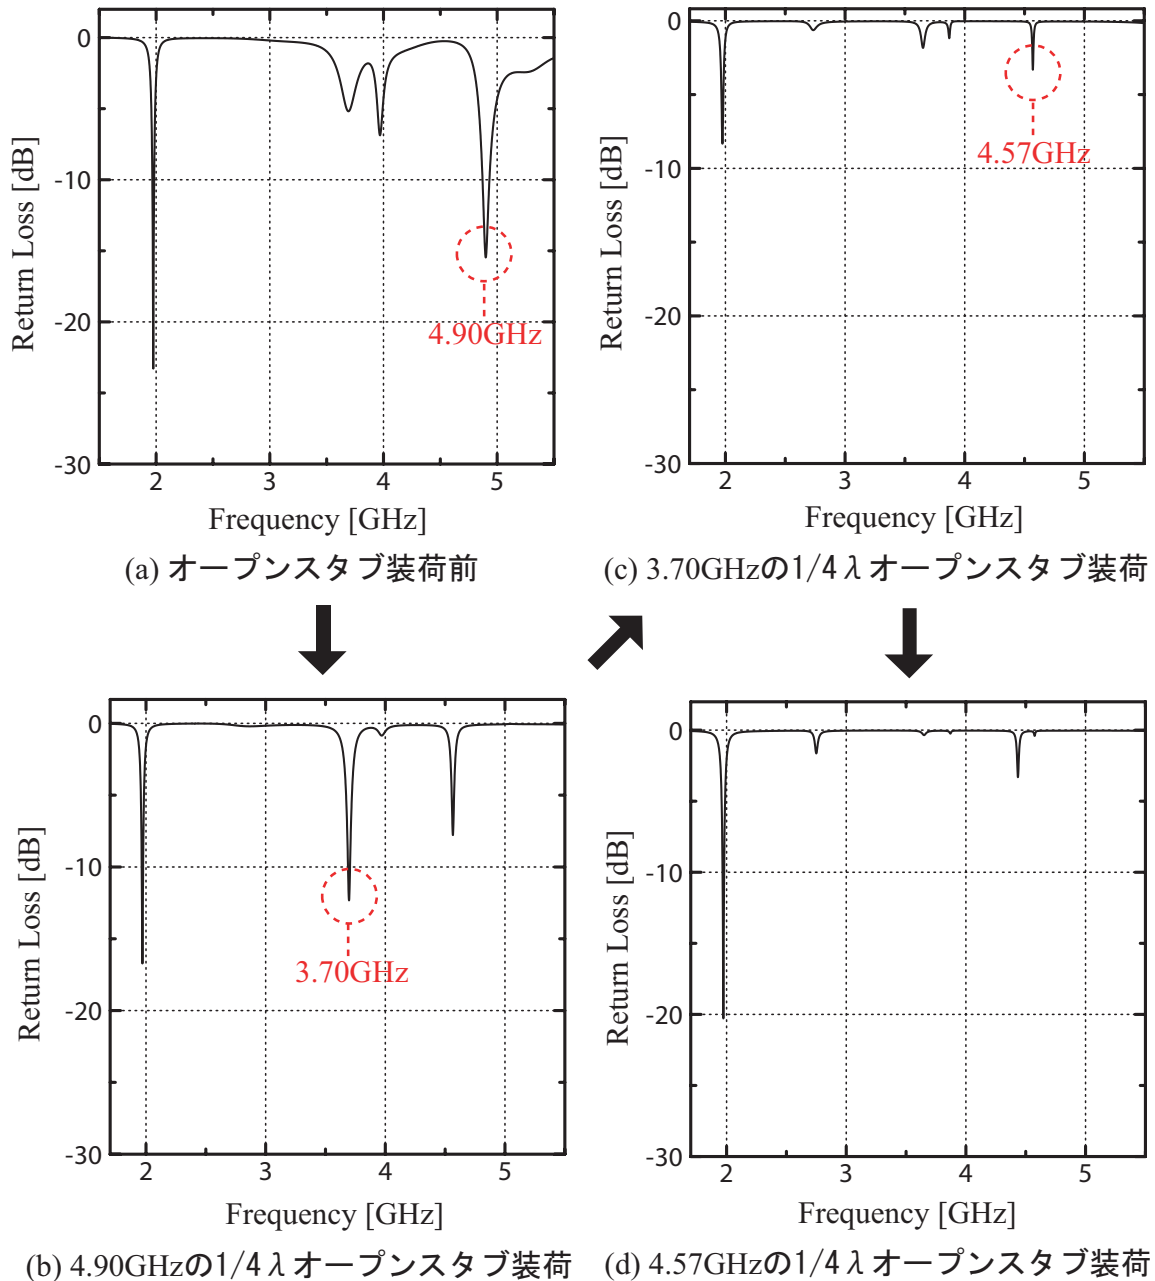 0
-10
-20
-30
2
3
4
5
Return Loss [dB]
Frequency [GHz]
4.90GHz
(a) オープンスタブ装荷前
0
-10
-20
-30
2
3
4
5
Return Loss [dB]
Frequency [GHz]
3.70GHz
(b) 4.90GHzの1/4λオープンスタブ装荷
0
-10
-20
-30
2
3
4
5
Return Loss [dB]
Frequency [GHz]
4.57GHz
(c) 3.70GHzの1/4λオープンスタブ装荷
0
-10
-20
-30
2
3
4
5
Return Loss [dB]
Frequency [GHz]
(d) 4.57GHzの1/4λオープンスタブ装荷